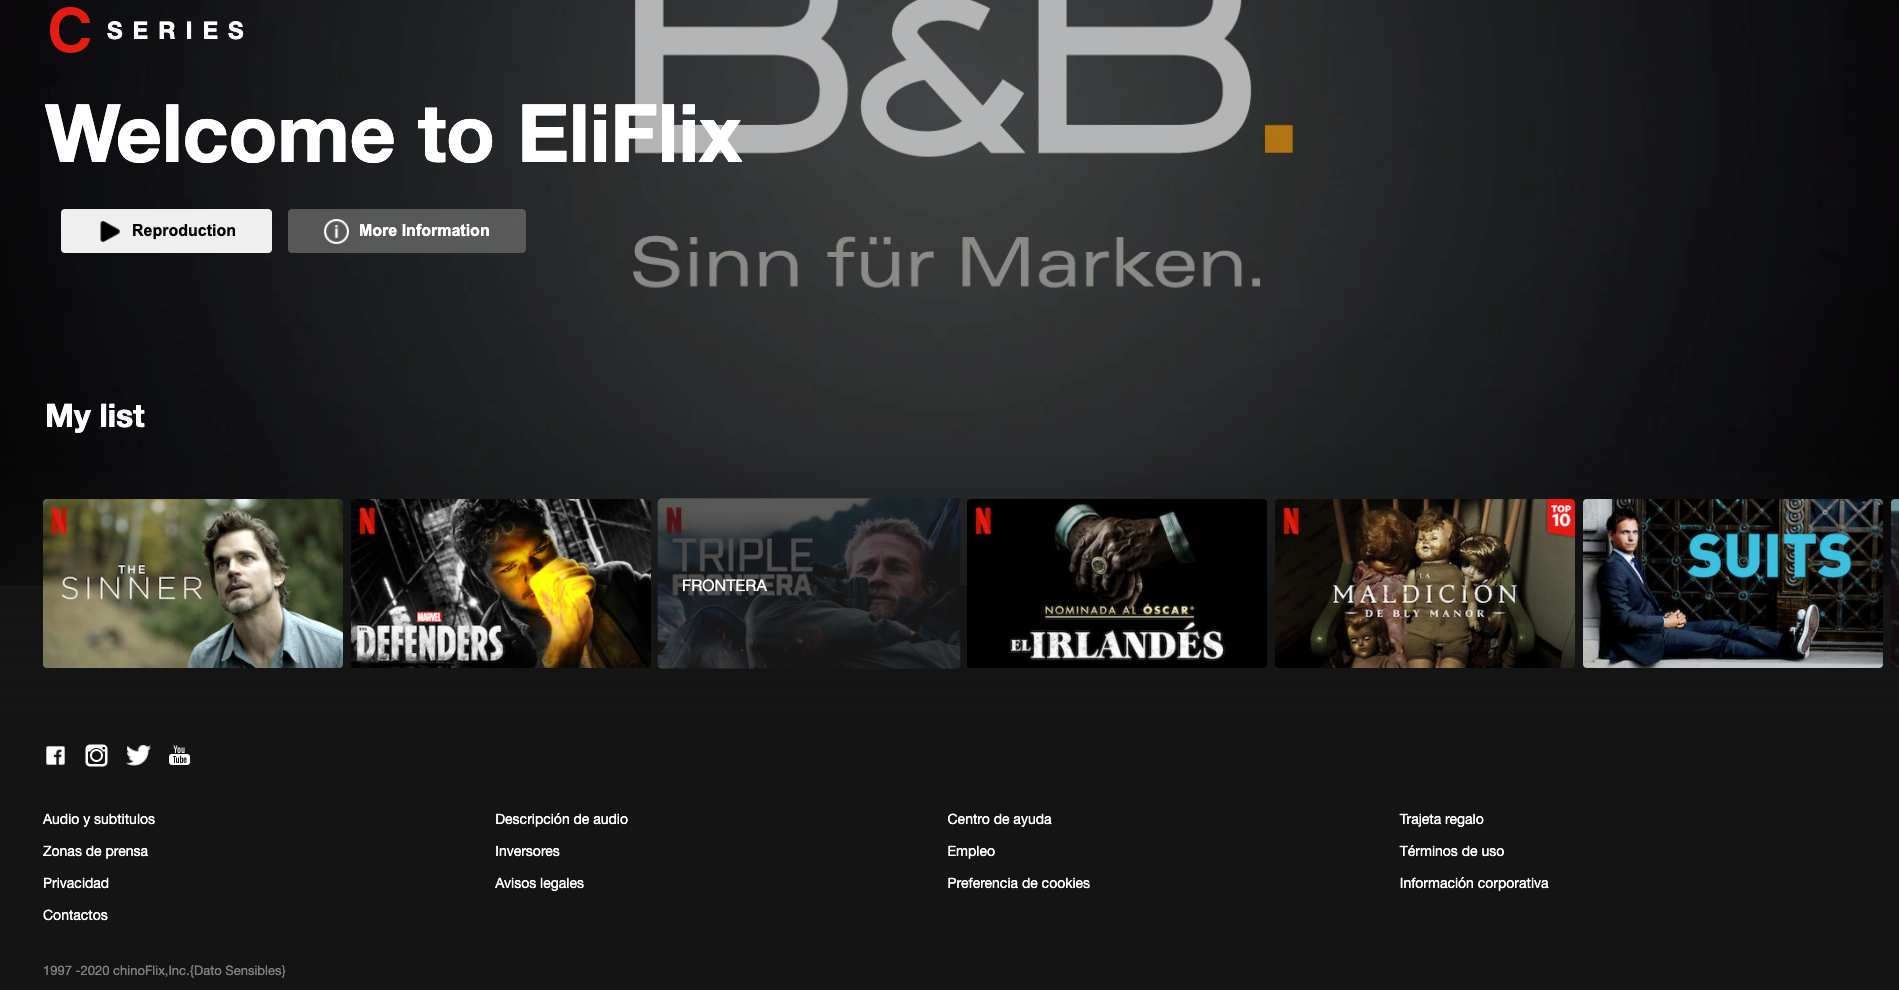 B&B.
C SERIES
Welcome to EliFlix
Reproduction
More Information
Sinn für Marken.
My list
N
THE
SINNER
N
MARVEL
THE DEFENDERS
N
TRIPLE
FRONTERA
FRONTERA
N
NOMINADA AL ÓSCAR®
EL IRLANDÉS
N
TOP
10
LA
MALDICIÓN
DE BLY MANOR
SUITS
You
Tube
Audio y subtitulos
Descripción de audio
Centro de ayuda
Trajeta regalo
Zonas de prensa
Inversores
Empleo
Términos de uso
Privacidad
Avisos legales
Preferencia de cookies
Información corporativa
Contactos
1997 -2020 chinoFlix,Inc.{Dato Sensibles}